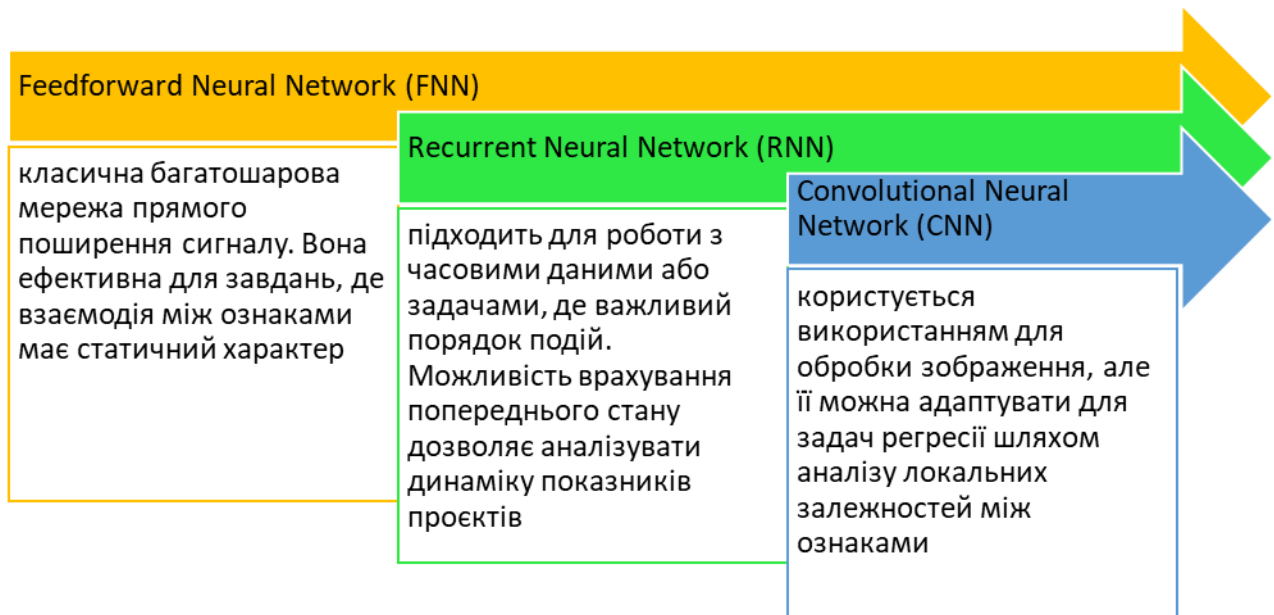 Feedforward Neural Network (FNN)
класична багатошарова
мережа прямого
поширення сигналу. Вона
ефективна для завдань, де
взаємодія між ознаками
має статичний характер
Recurrent Neural Network (RNN)
підходить для роботи з
часовими даними або
задачами, де важливий
порядок подій.
Можливість врахування
попереднього стану
дозволяє аналізувати
динаміку показників
проєктів
Convolutional Neural
Network (CNN)
користується
використанням для
обробки зображення, але
її можна адаптувати для
задач регресії шляхом
аналізу локальних
залежностей між
ознаками